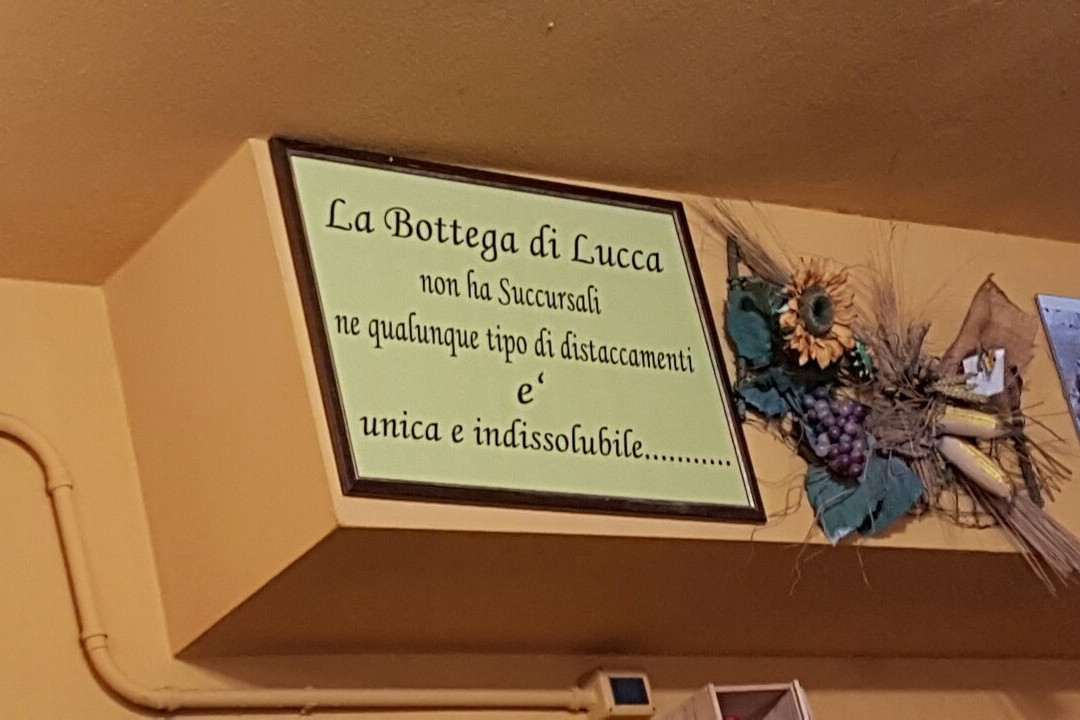 La Bottega di Lucca
non ha Succursali
ne qualunque tipo di distaccamenti
e‘
unica e indissolubile...........